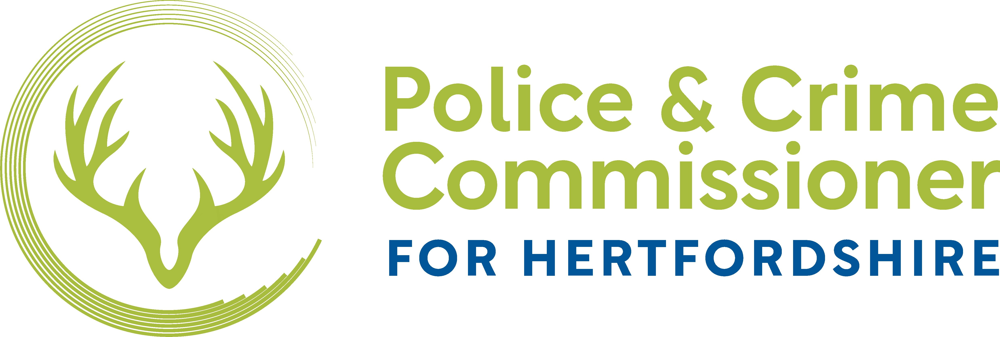 Police & Crime
Commissioner
FOR HERTFORDSHIRE